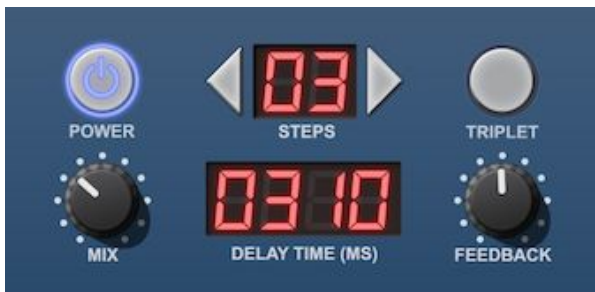 03
POWER
STEPS
TRIPLET
0310
MIX
DELAY TIME (MS)
FEEDBACK